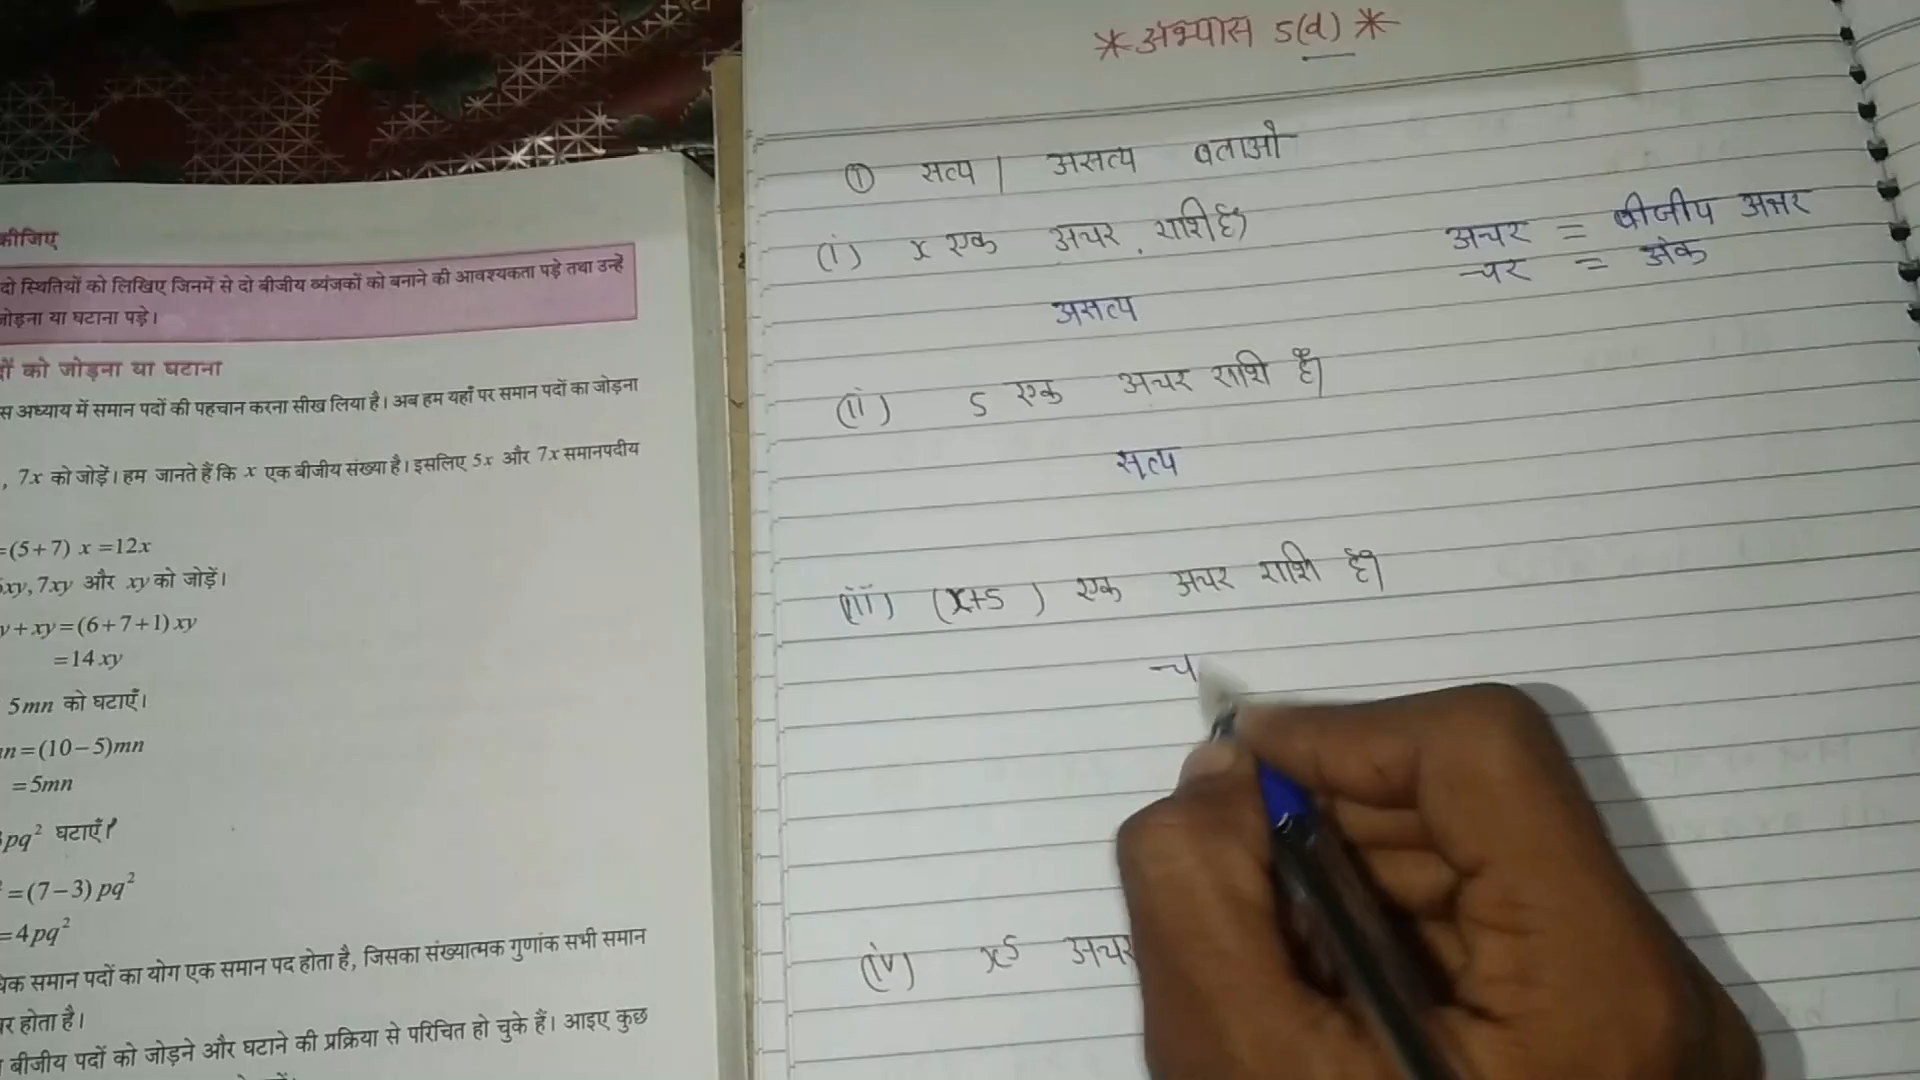 कीजिए
दो स्थितियों को लिखिए जिनमें से दो बीजीय व्यंजकों को बनाने की आवश्यकता पड़े तथा उन्हें
जोड़ना या घटाना पड़े।
को जोड़ना या घटाना
स अध्याय में समान पदों की पहचान करना सीख लिया है। अब हम यहाँ पर समान पदों का जोड़ना
, 7x को जोड़ें। हम जानते हैं कि x एक बीजीय संख्या है। इसलिए 5x और 7x समानपदीय
=(5+7) x =12x
xy, 7xy और xy को जोड़ें।
y+xy=(6+7+1)xy
=14xy
5mn को घटाएँ।
n=(10-5)mn
=5mn
pq² घटाएँ।
=(7-3) pq²
=4pq²
समान पदों का योग एक समान पद होता है, जिसका संख्यात्मक गुणांक सभी समान
होता है।
बीजीय पदों को जोड़ने और घटाने की प्रक्रिया से परिचित हो चुके हैं। आइए कुछ
*अभ्यास 5(d)*
① सत्य | असत्य बताओ
(i) x एक अचर राशि है।
असत्य
अचर = बीजीय अक्षर
चर = अंक
(ii) 5 एक अचर राशि है।
सत्य
(iii) (x+5) एक अचर राशि है।
च
(iv) x5 अचर